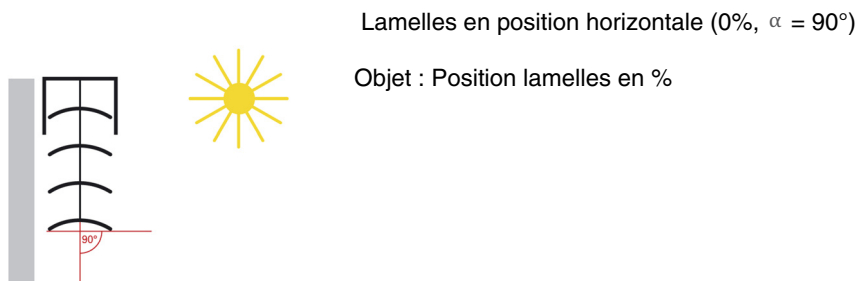 Lamelles en position horizontale (0%, α = 90°)
Objet : Position lamelles en %
90°